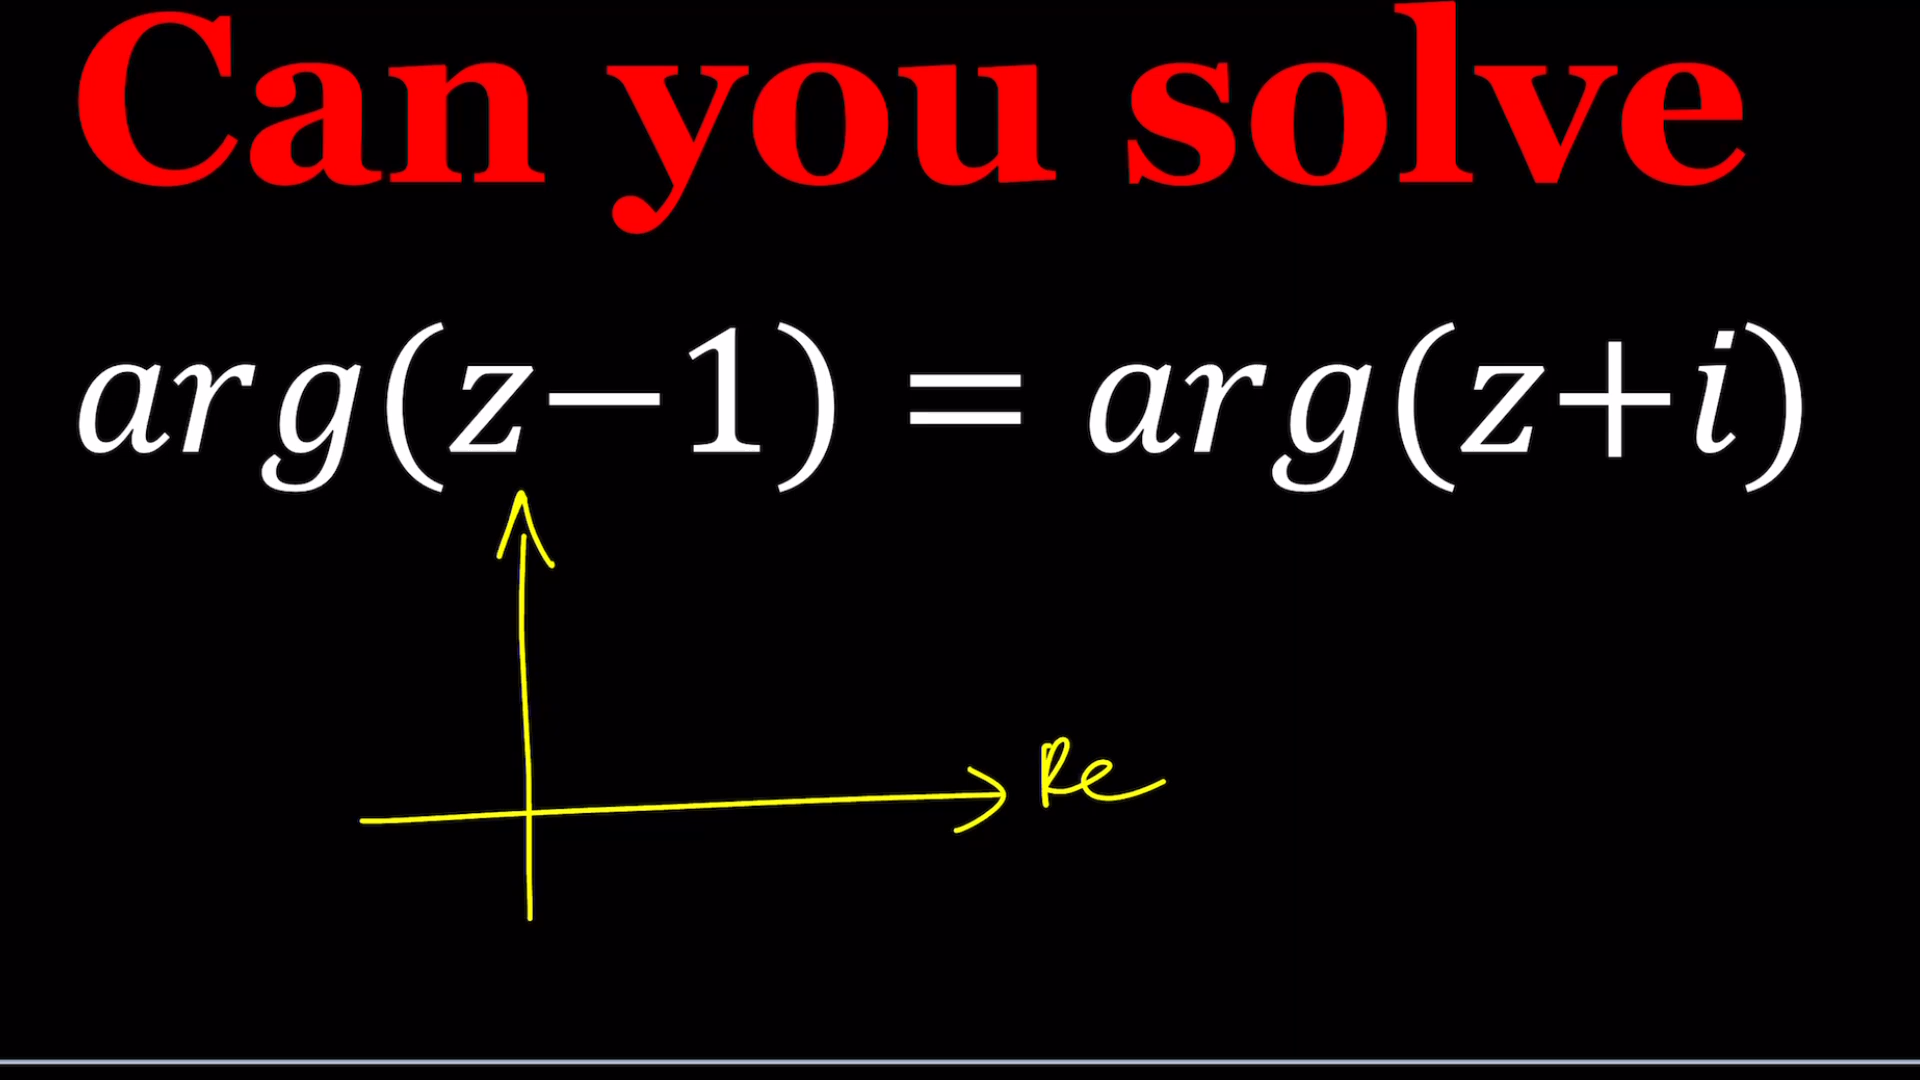 Can you solve
arg(z−1) = arg(z+i)
Re